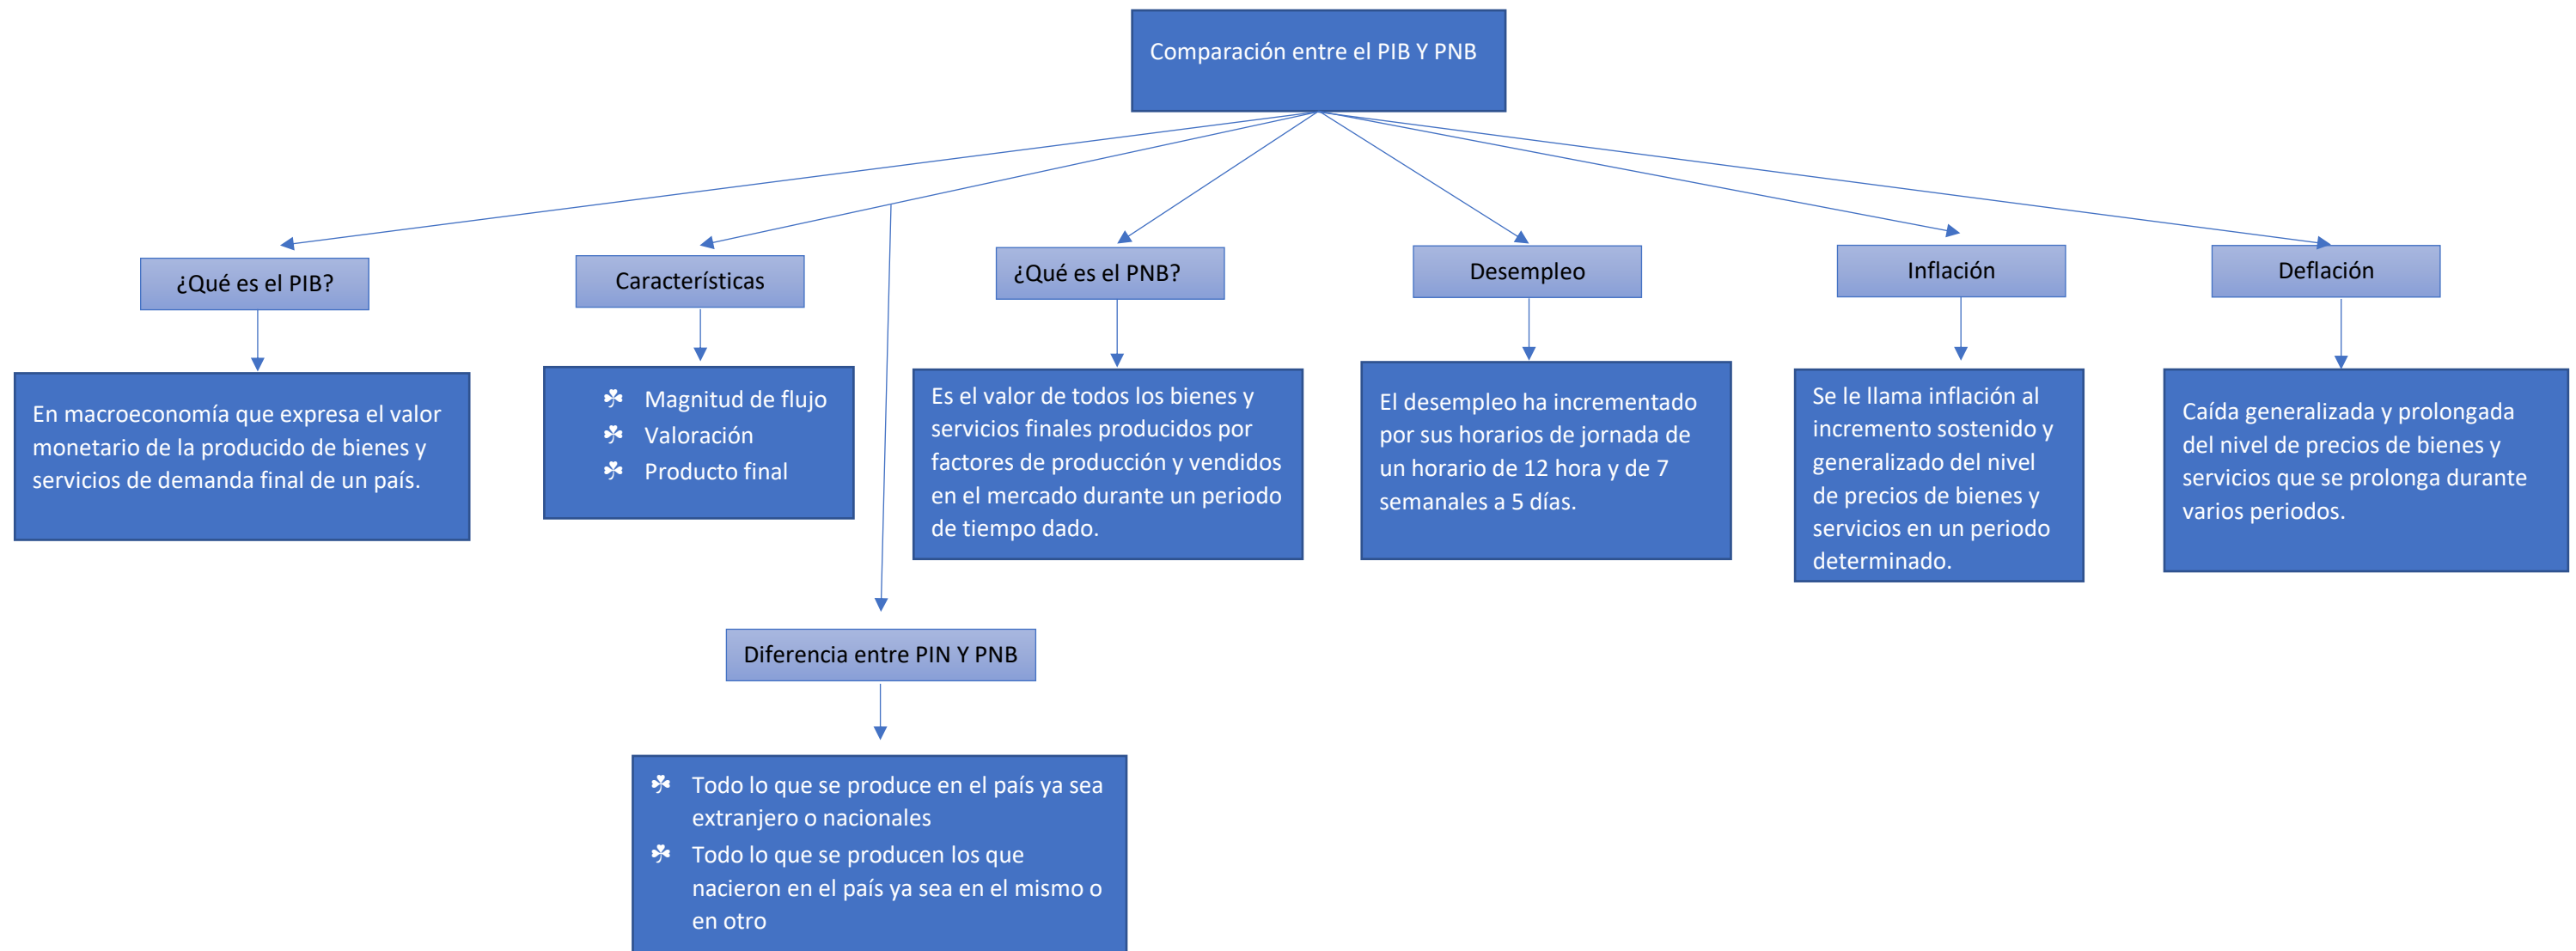 Comparación entre el PIB Y PNB
¿Qué es el PIB?
Características
¿Qué es el PNB?
Desempleo
Inflación
Deflación
En macroeconomía que expresa el valor
monetario de la producido de bienes y
servicios de demanda final de un país.
Magnitud de flujo
Valoración
Producto final
Es el valor de todos los bienes y
servicios finales producidos por
factores de producción y vendidos
en el mercado durante un periodo
de tiempo dado.
El desempleo ha incrementado
por sus horarios de jornada de
un horario de 12 hora y de 7
semanales a 5 días.
Se le llama inflación al
incremento sostenido y
generalizado del nivel
de precios de bienes y
servicios en un periodo
determinado.
Caída generalizada y prolongada
del nivel de precios de bienes y
servicios que se prolonga durante
varios periodos.
Diferencia entre PIN Y PNB
Todo lo que se produce en el país ya sea
extranjero o nacionales
Todo lo que se producen los que
nacieron en el país ya sea en el mismo o
en otro